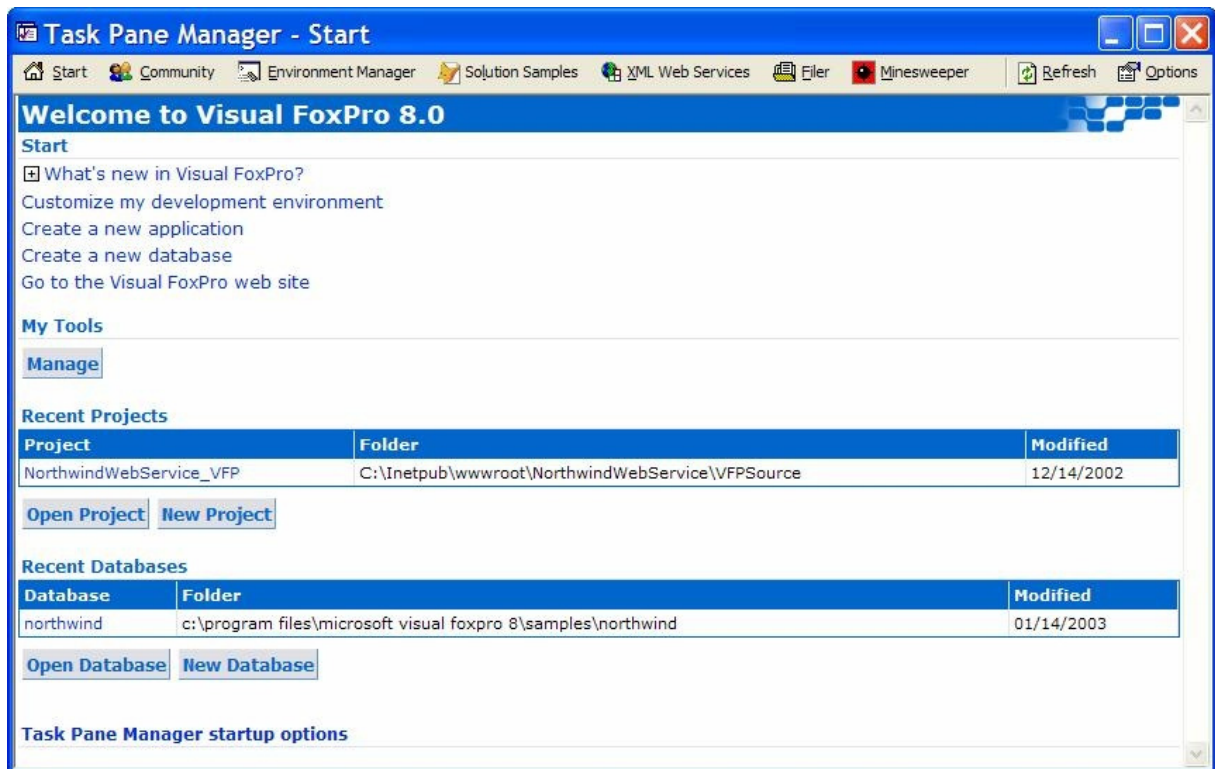 Task Pane Manager - Start
Start Community Environment Manager Solution Samples XML Web Services Filer Minesweeper Refresh Options
Welcome to Visual FoxPro 8.0
Start
What's new in Visual FoxPro?
Customize my development environment
Create a new application
Create a new database
Go to the Visual FoxPro web site
My Tools
Manage
Recent Projects
Project Folder Modified
NorthwindWebService_VFP C:\Inetpub\wwwroot\NorthwindWebService\VFPSource 12/14/2002
Open Project New Project
Recent Databases
Database Folder Modified
northwind c:\program files\microsoft visual foxpro 8\samples\northwind 01/14/2003
Open Database New Database
Task Pane Manager startup options